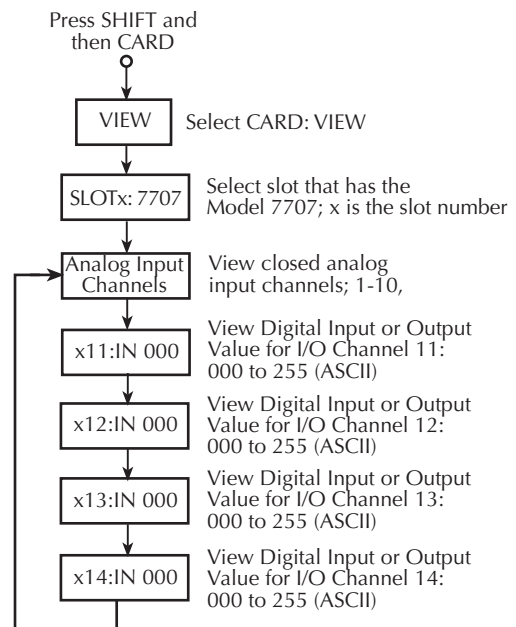 Press SHIFT and
then CARD
VIEW
Select CARD: VIEW
SLOTx: 7707
Select slot that has the
Model 7707; x is the slot number
Analog Input
Channels
View closed analog
input channels; 1-10,
x11:IN 000
View Digital Input or Output
Value for I/O Channel 11:
000 to 255 (ASCII)
x12:IN 000
View Digital Input or Output
Value for I/O Channel 12:
000 to 255 (ASCII)
x13:IN 000
View Digital Input or Output
Value for I/O Channel 13:
000 to 255 (ASCII)
x14:IN 000
View Digital Input or Output
Value for I/O Channel 14:
000 to 255 (ASCII)